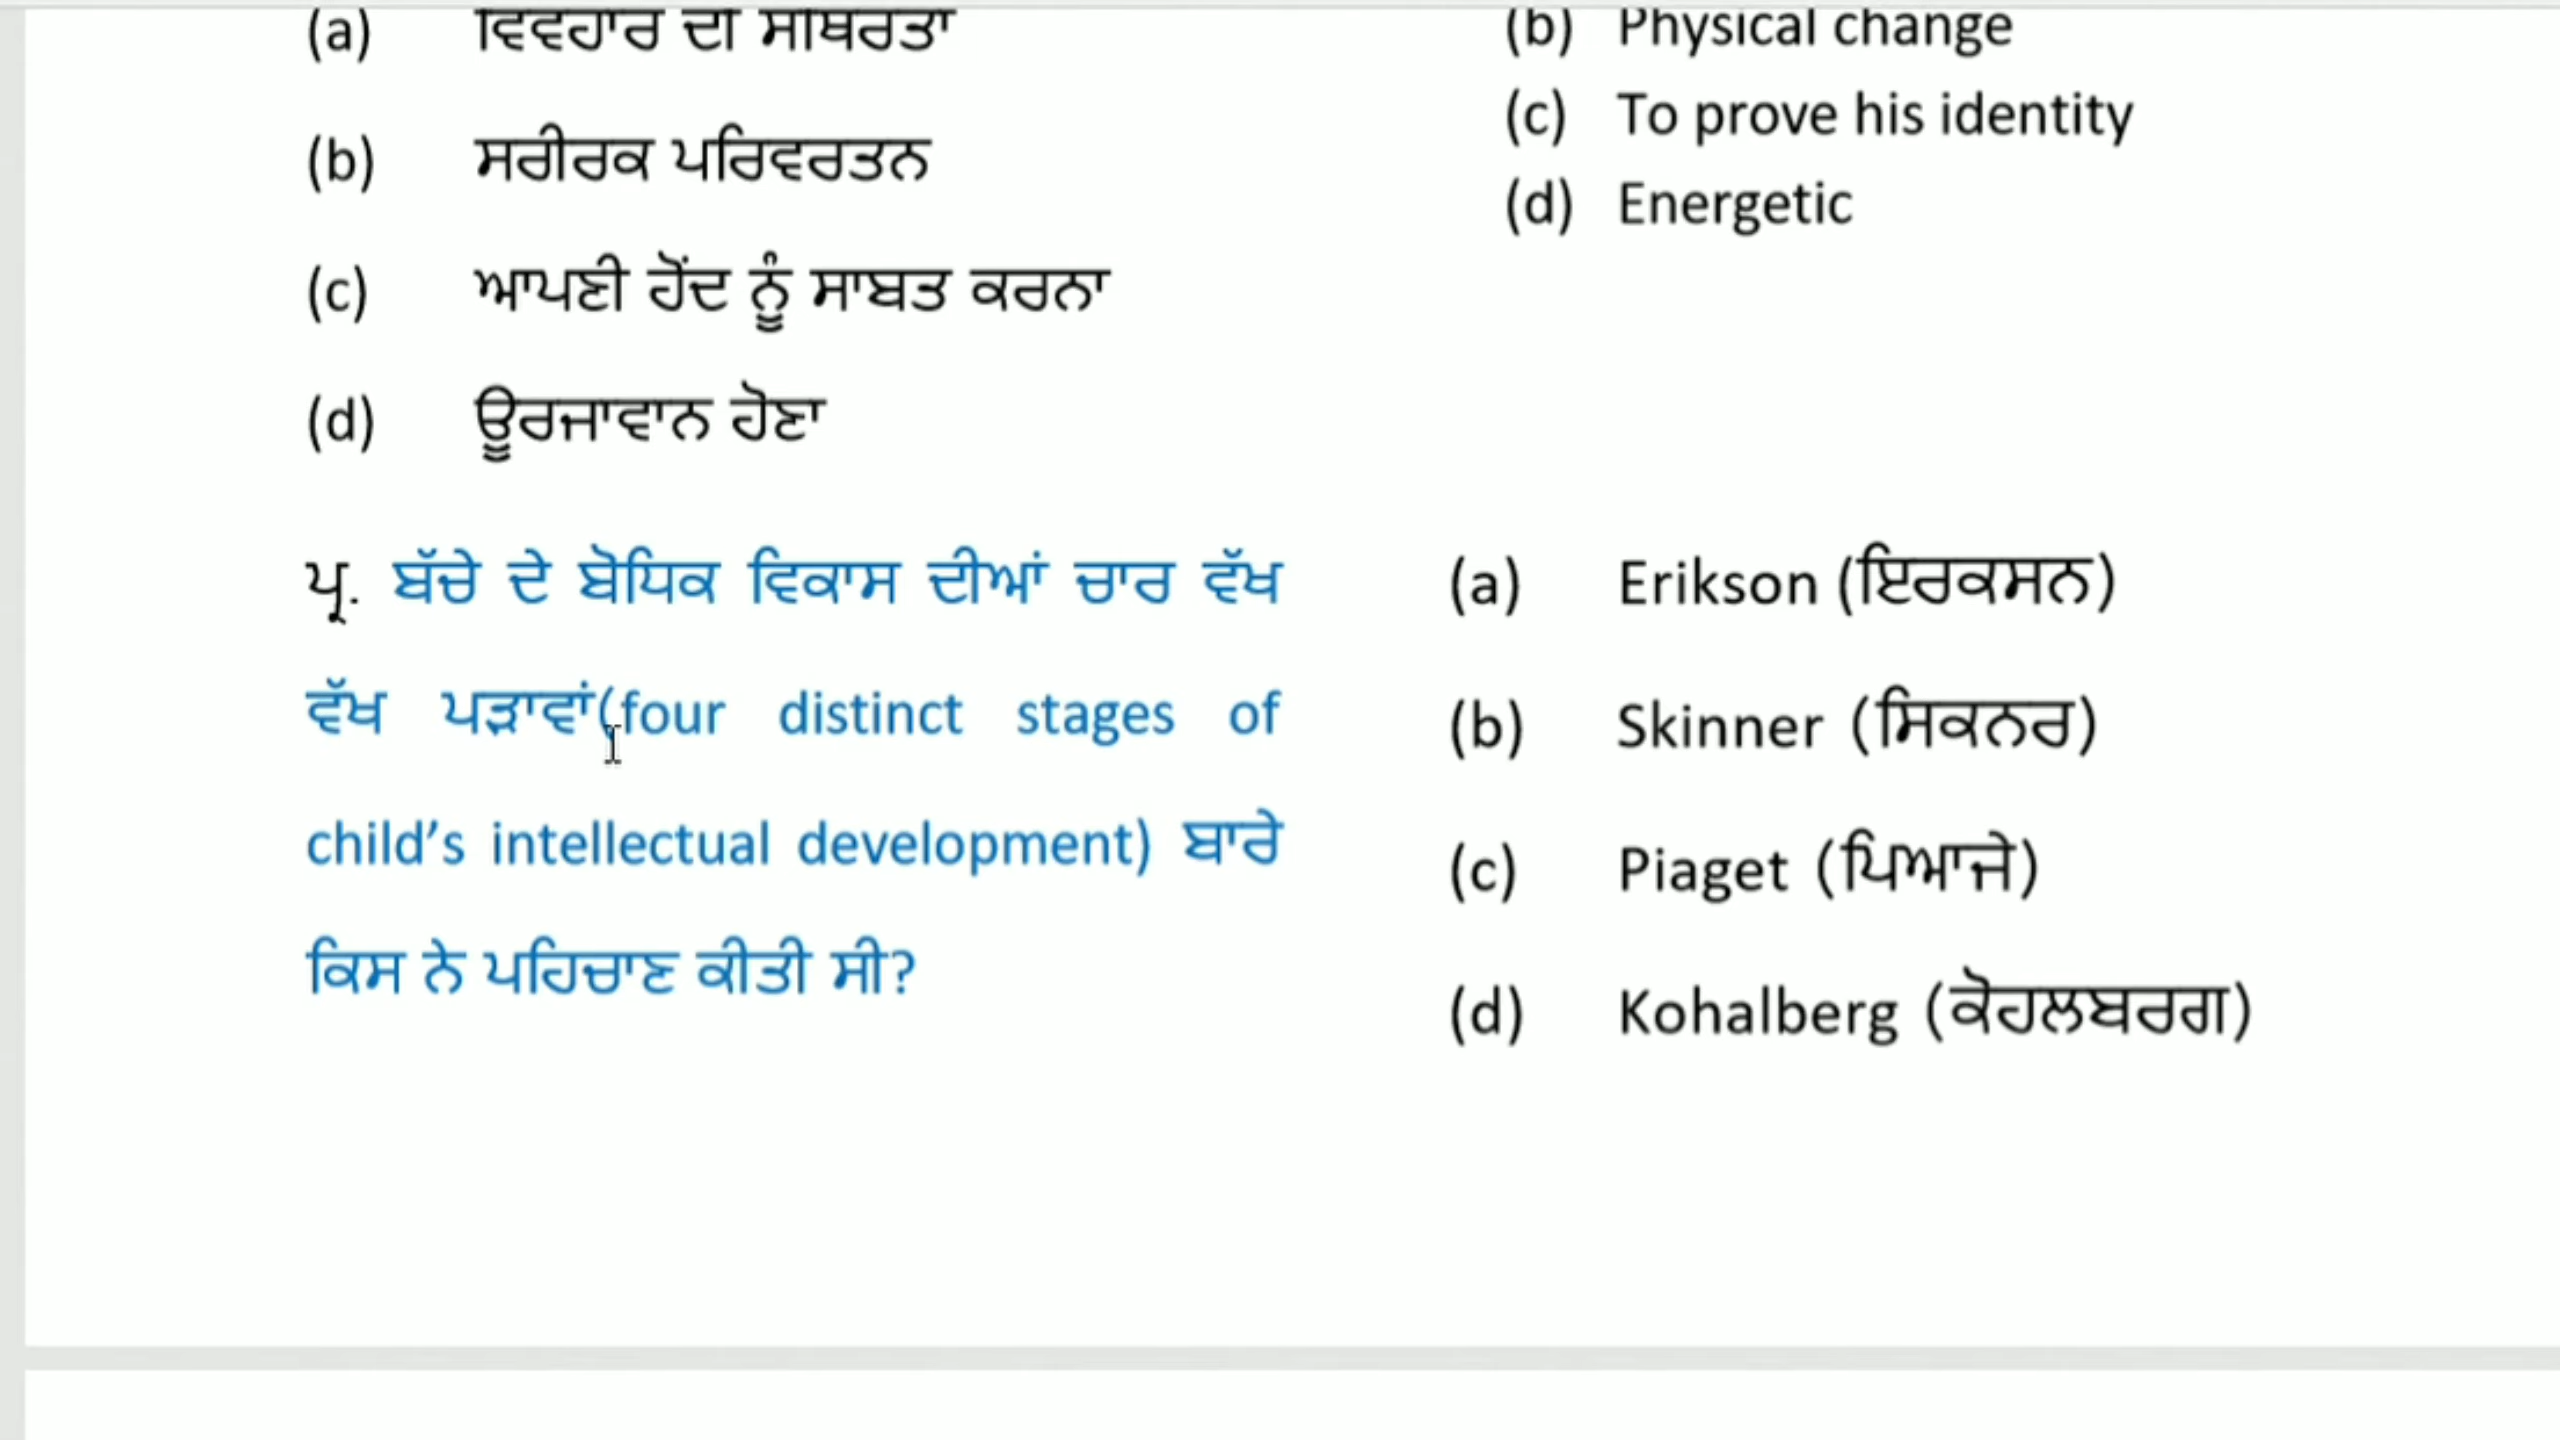 (a) ਵਿਵਹਾਰ ਦੀ ਸਥਿਰਤਾ
(b) ਸਰੀਰਕ ਪਰਿਵਰਤਨ
(c) ਆਪਣੀ ਹੋਂਦ ਨੂੰ ਸਾਬਤ ਕਰਨਾ
(d) ਊਰਜਾਵਾਨ ਹੋਣਾ
(b) Physical change
(c) To prove his identity
(d) Energetic
ਪ੍ਰ. ਬੱਚੇ ਦੇ ਬੋਧਿਕ ਵਿਕਾਸ ਦੀਆਂ ਚਾਰ ਵੱਖ
ਵੱਖ ਪੜਾਵਾਂ(four distinct stages of
child’s intellectual development) ਬਾਰੇ
ਕਿਸ ਨੇ ਪਹਿਚਾਣ ਕੀਤੀ ਸੀ?
(a) Erikson (ਇਰਕਸਨ)
(b) Skinner (ਸਿਕਨਰ)
(c) Piaget (ਪਿਆਜੇ)
(d) Kohalberg (ਕੋਹਲਬਰਗ)